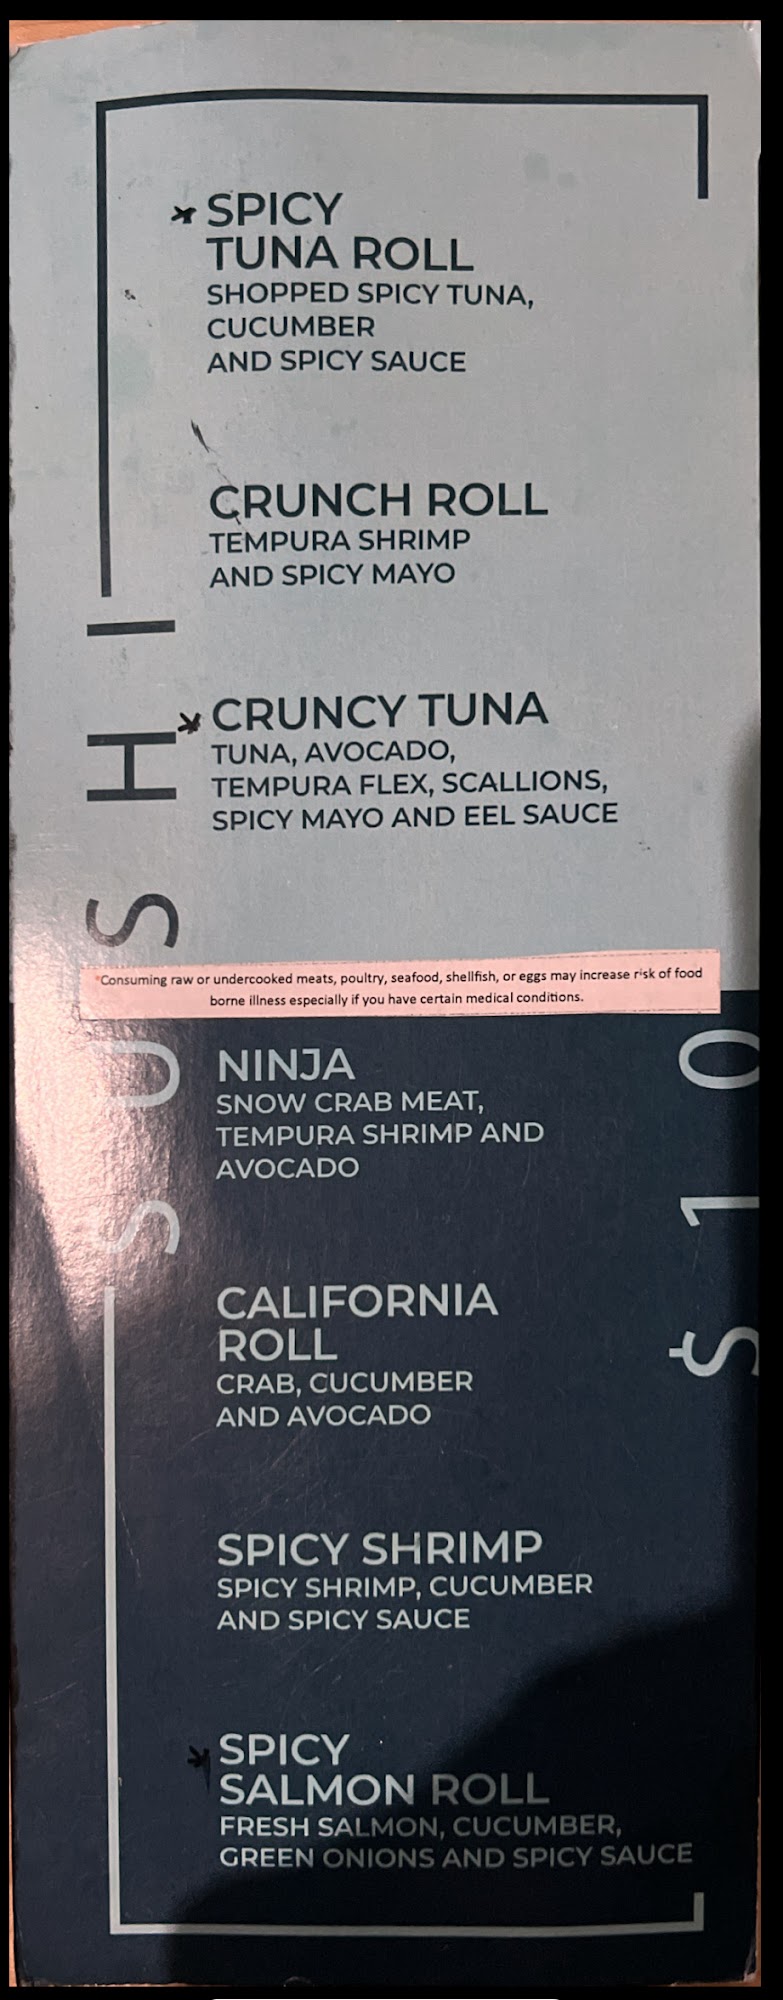 SUSHI
* SPICY
TUNA ROLL
SHOPPED SPICY TUNA,
CUCUMBER
AND SPICY SAUCE
CRUNCH ROLL
TEMPURA SHRIMP
AND SPICY MAYO
* CRUNCY TUNA
TUNA, AVOCADO,
TEMPURA FLEX, SCALLIONS,
SPICY MAYO AND EEL SAUCE
*Consuming raw or undercooked meats, poultry, seafood, shellfish, or eggs may increase risk of food
borne illness especially if you have certain medical conditions.
$10
NINJA
SNOW CRAB MEAT,
TEMPURA SHRIMP AND
AVOCADO
CALIFORNIA
ROLL
CRAB, CUCUMBER
AND AVOCADO
SPICY SHRIMP
SPICY SHRIMP, CUCUMBER
AND SPICY SAUCE
* SPICY
SALMON ROLL
FRESH SALMON, CUCUMBER,
GREEN ONIONS AND SPICY SAUCE